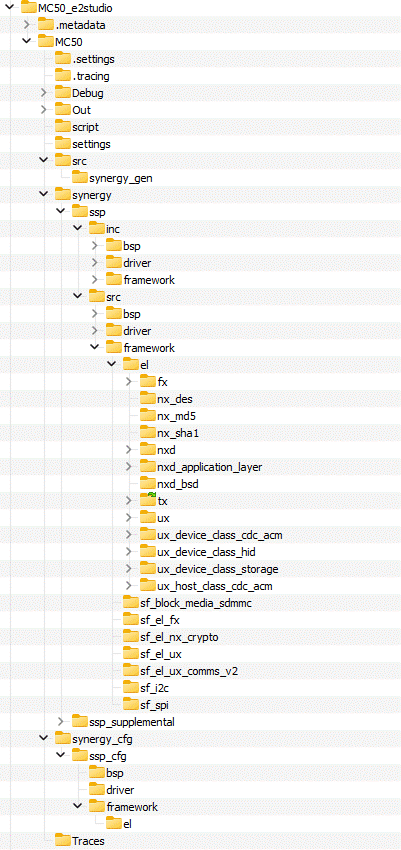 MC50_e2studio
.metadata
MC50
.settings
.tracing
Debug
Out
script
settings
src
synergy_gen
synergy
ssp
inc
bsp
driver
framework
src
bsp
driver
framework
el
fx
nx_des
nx_md5
nx_sha1
nxd
nxd_application_layer
nxd_bsd
tx
ux
ux_device_class_cdc_acm
ux_device_class_hid
ux_device_class_storage
ux_host_class_cdc_acm
sf_block_media_sdmmc
sf_el_fx
sf_el_nx_crypto
sf_el_ux
sf_el_ux_comms_v2
sf_i2c
sf_spi
ssp_supplemental
synergy_cfg
ssp_cfg
bsp
driver
framework
el
Traces